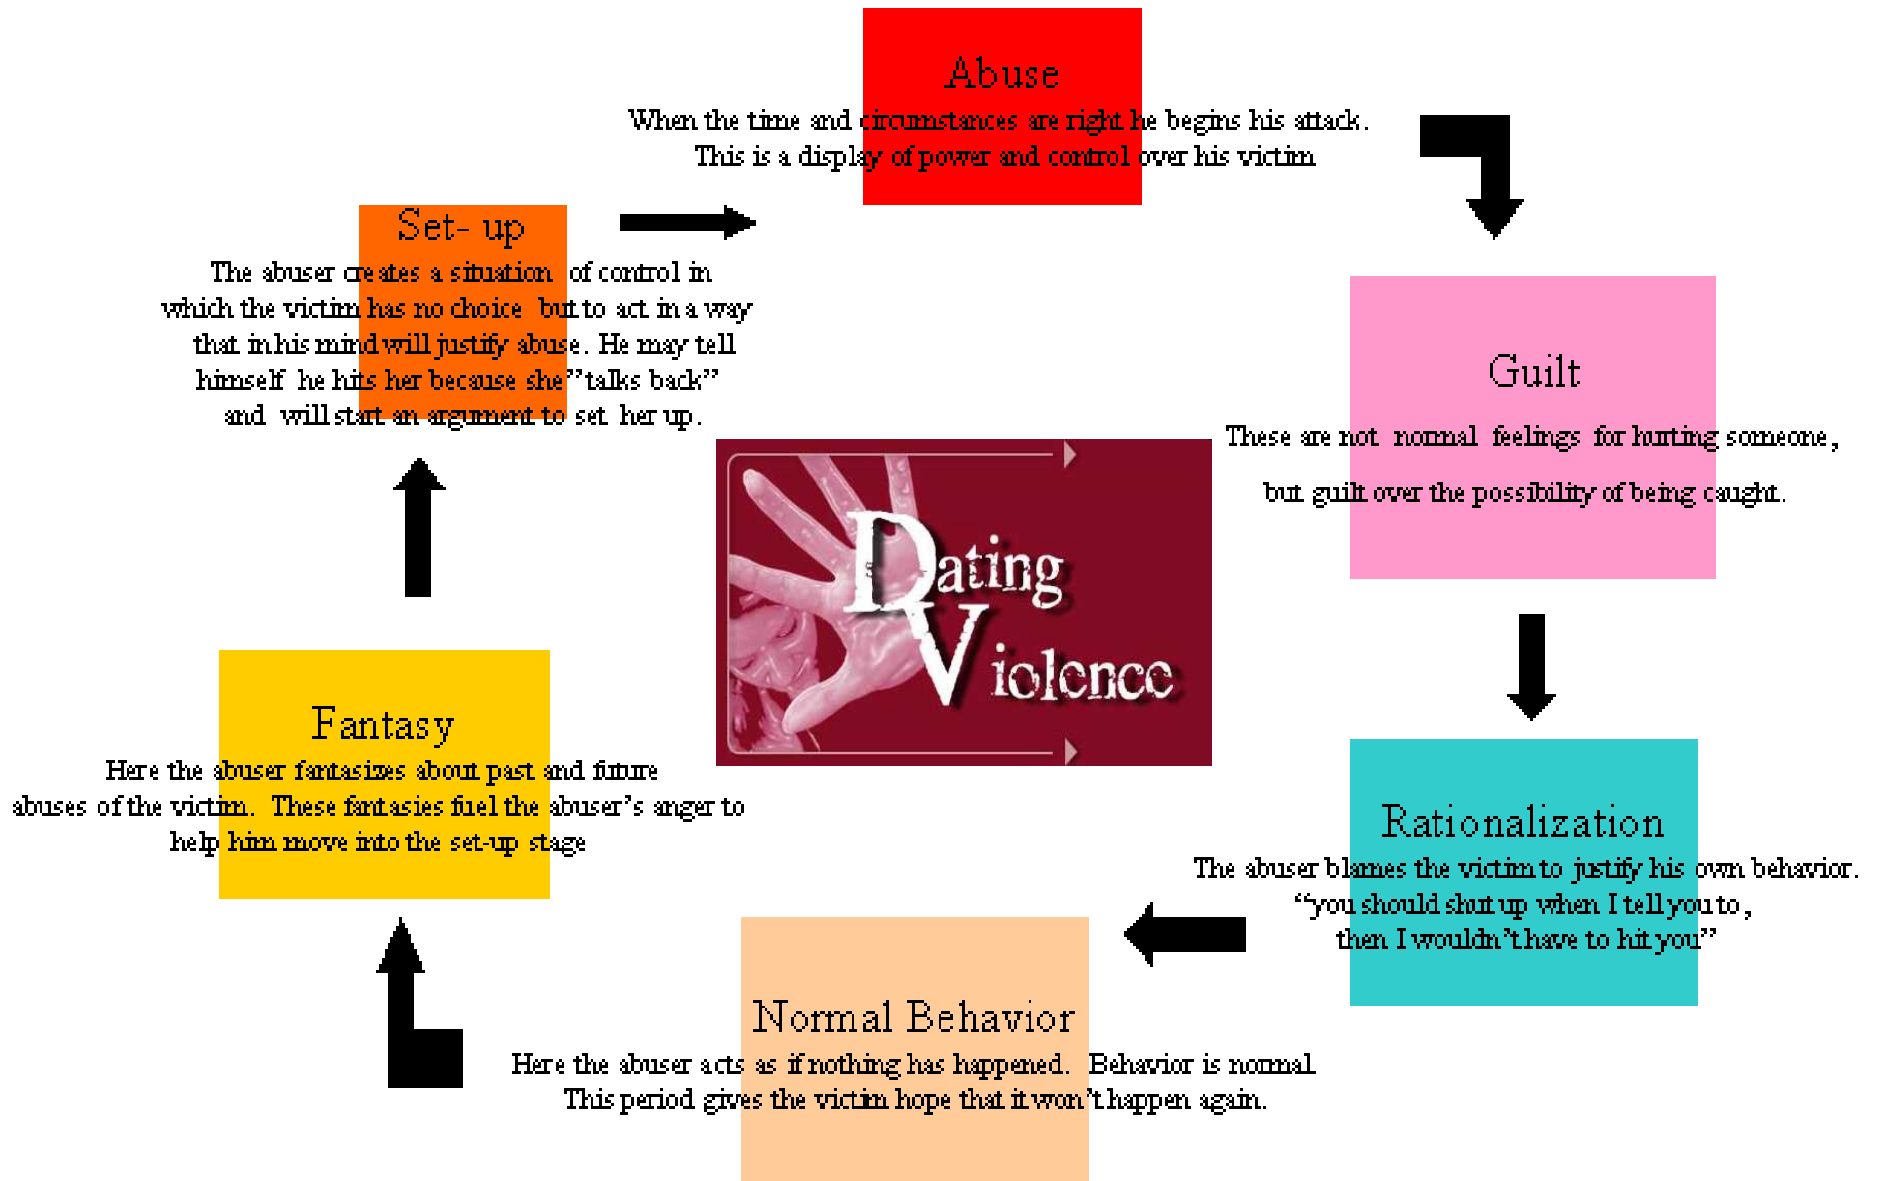 Abuse
When the time and circumstances are right he begins his attack.
This is a display of power and control over his victim
Set- up
The abuser creates a situation of control in
which the victim has no choice but to act in a way
that in his mind will justify abuse. He may tell
himself he hits her because she”talks back”
and will start an argument to set her up.
Guilt
These are not normal feelings for hurting someone,
but guilt over the possibility of being caught.
Dating
Violence
Fantasy
Here the abuser fantasizes about past and future
abuses of the victim. These fantasies fuel the abuser’s anger to
help him move into the set-up stage
Rationalization
The abuser blames the victim to justify his own behavior.
“you should shut up when I tell you to,
then I wouldn’t have to hit you”
Normal Behavior
Here the abuser acts as if nothing has happened. Behavior is normal
This period gives the victim hope that it won’t happen again.